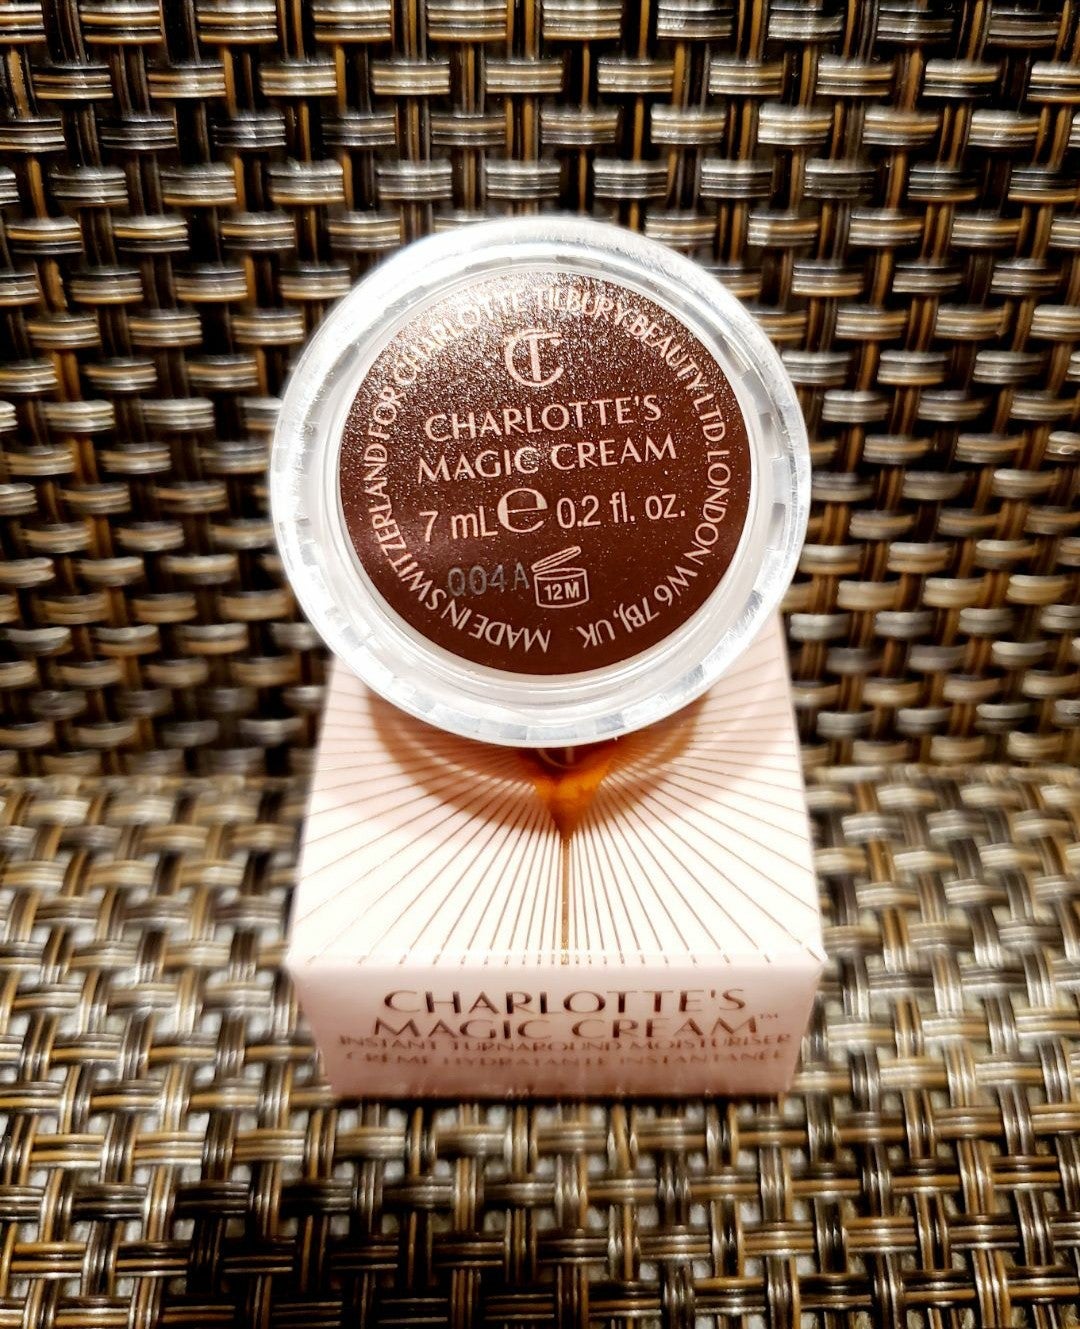 MADE IN SWITZERLAND FOR CHARLOTTE TILBURY BEAUTY LTD LONDON W6 7BJ, UK
CT
CHARLOTTE'S
MAGIC CREAM
7 mL e 0.2 fl. oz.
004A 12M
CHARLOTTE'S
MAGIC CREAM™
INSTANT TURNAROUND MOISTURISER
CRÈME HYDRATANTE INSTANTANÉE